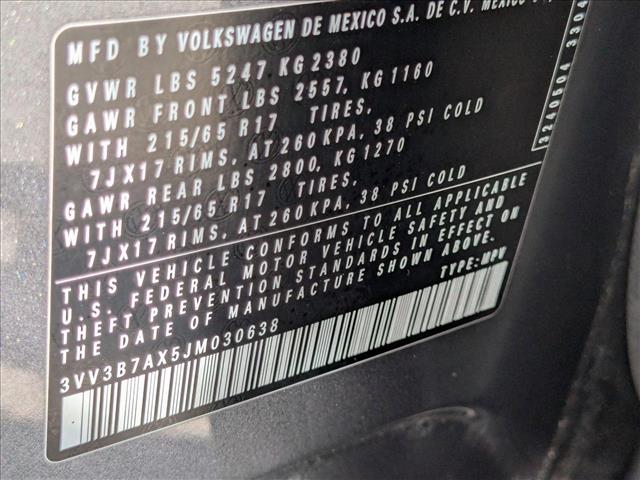 MFD BY VOLKSWAGEN DE MEXICO S.A. DE C.V. MEXICO
GVWR LBS 5247 KG 2380
GAWR FRONT LBS 2557, KG 1160
WITH 215/65 R17 TIRES,
7JX17 RIMS, AT 260 KPA, 38 PSI COLD
GAWR REAR LBS 2800, KG 1270
WITH 215/65 R17 TIRES,
7JX17 RIMS, AT 260 KPA, 38 PSI COLD
THIS VEHICLE CONFORMS TO ALL APPLICABLE
U.S. FEDERAL MOTOR VEHICLE SAFETY AND
THEFT PREVENTION STANDARDS IN EFFECT ON
THE DATE OF MANUFACTURE SHOWN ABOVE.
TYPE: MPV
3VV3B7AX5JM030638
3240504 3304